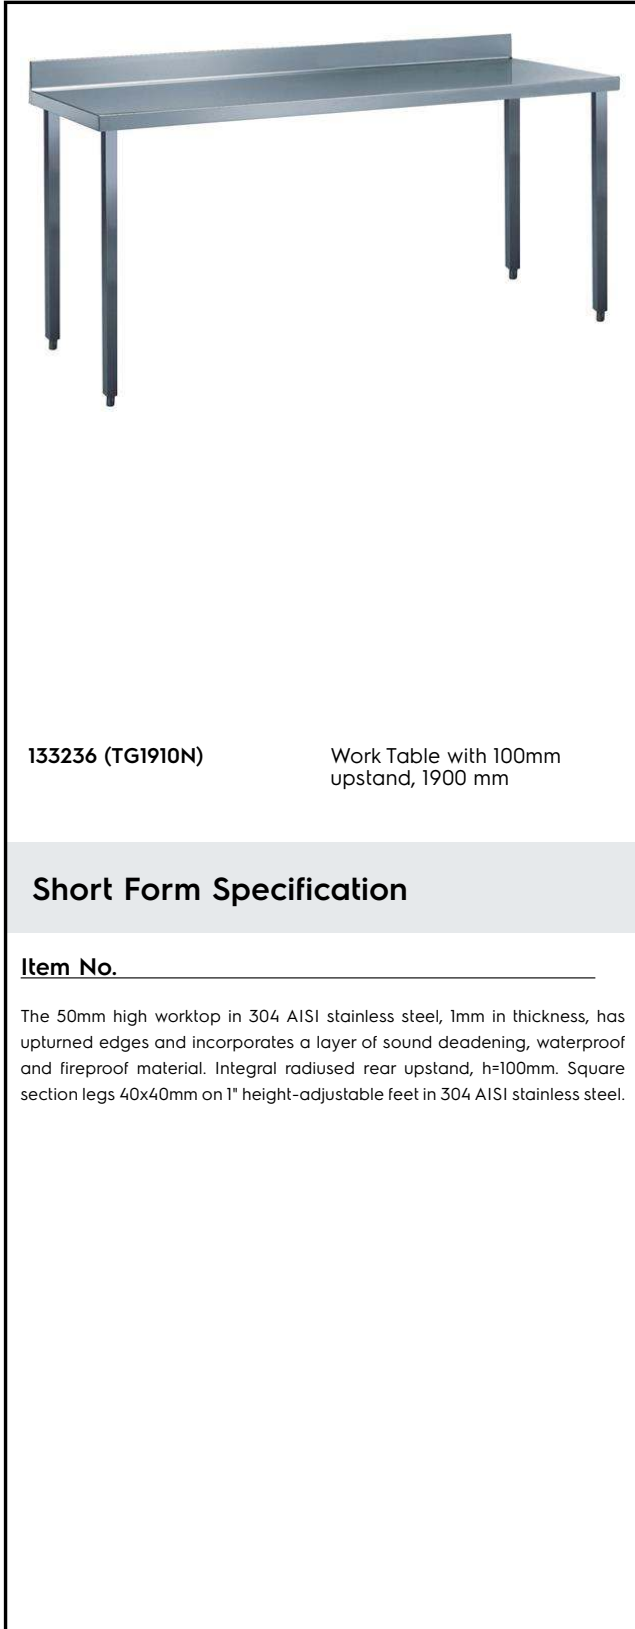 133236 (TG1910N)
Work Table with 100mm
upstand, 1900 mm
Short Form Specification
Item No.
The 50mm high worktop in 304 AISI stainless steel, 1mm in thickness, has
upturned edges and incorporates a layer of sound deadening, waterproof
and fireproof material. Integral radiused rear upstand, h=100mm. Square
section legs 40x40mm on 1" height-adjustable feet in 304 AISI stainless steel.